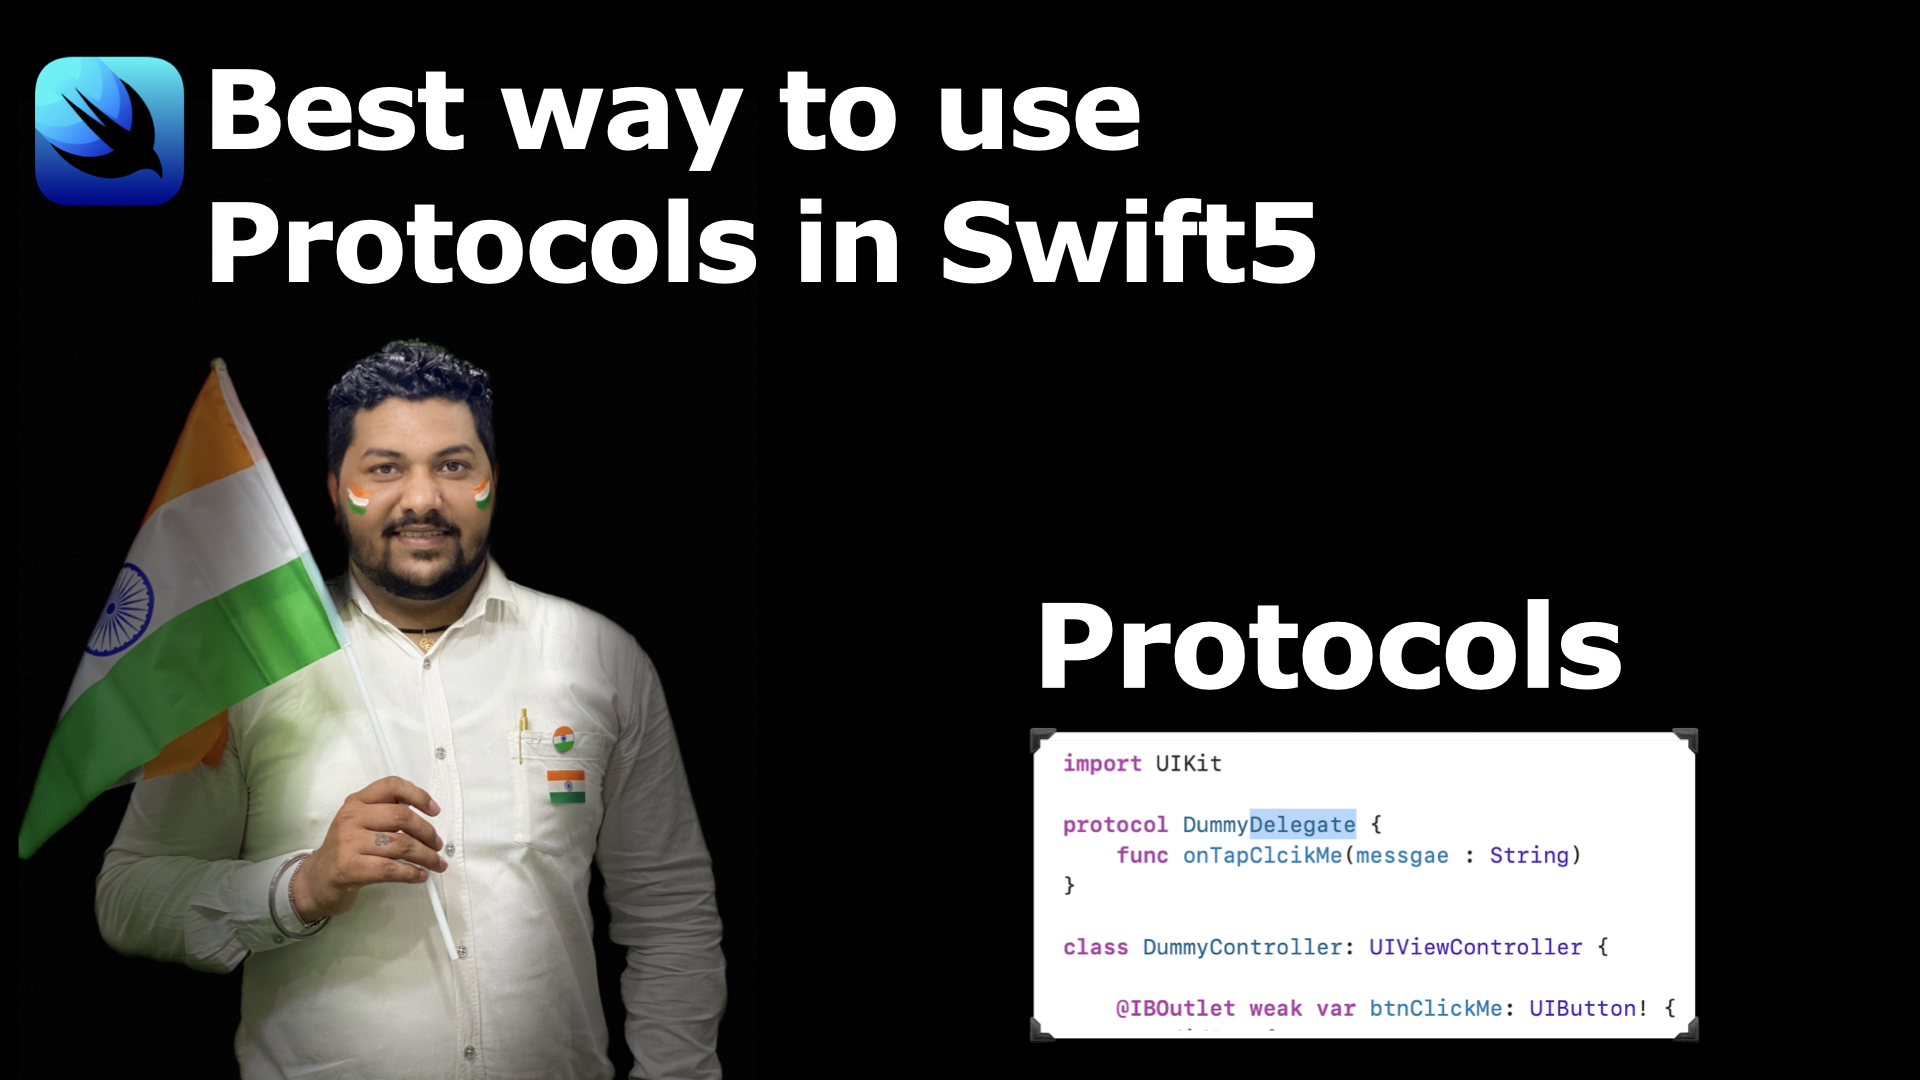 Best way to use
Protocols in Swift5
Protocols
import UIKit
protocol DummyDelegate {
func onTapClcikMe(messgae : String)
}
class DummyController: UIViewController {
@IBOutlet weak var btnClickMe: UIButton! {